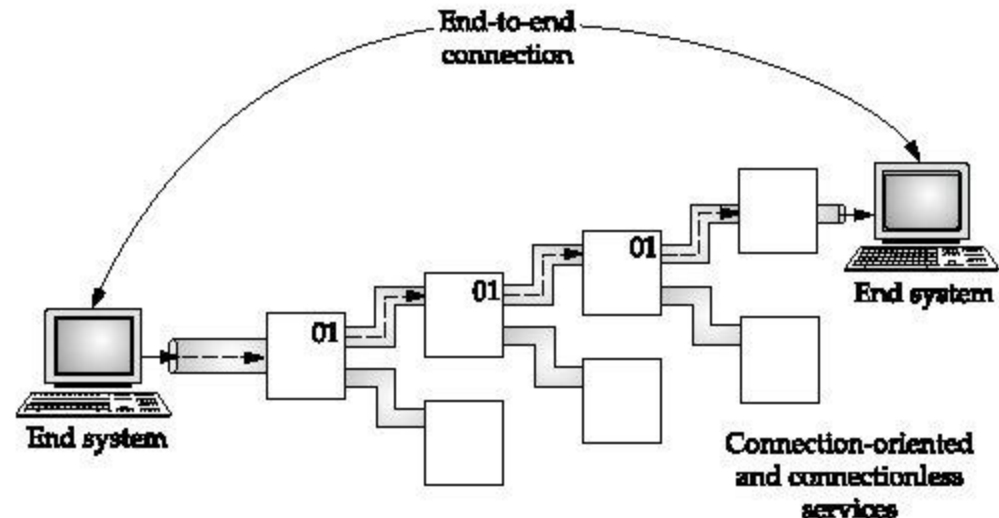 End-to-end
connection
01
01
01
End system
End system
Connection-oriented
and connectionless
services